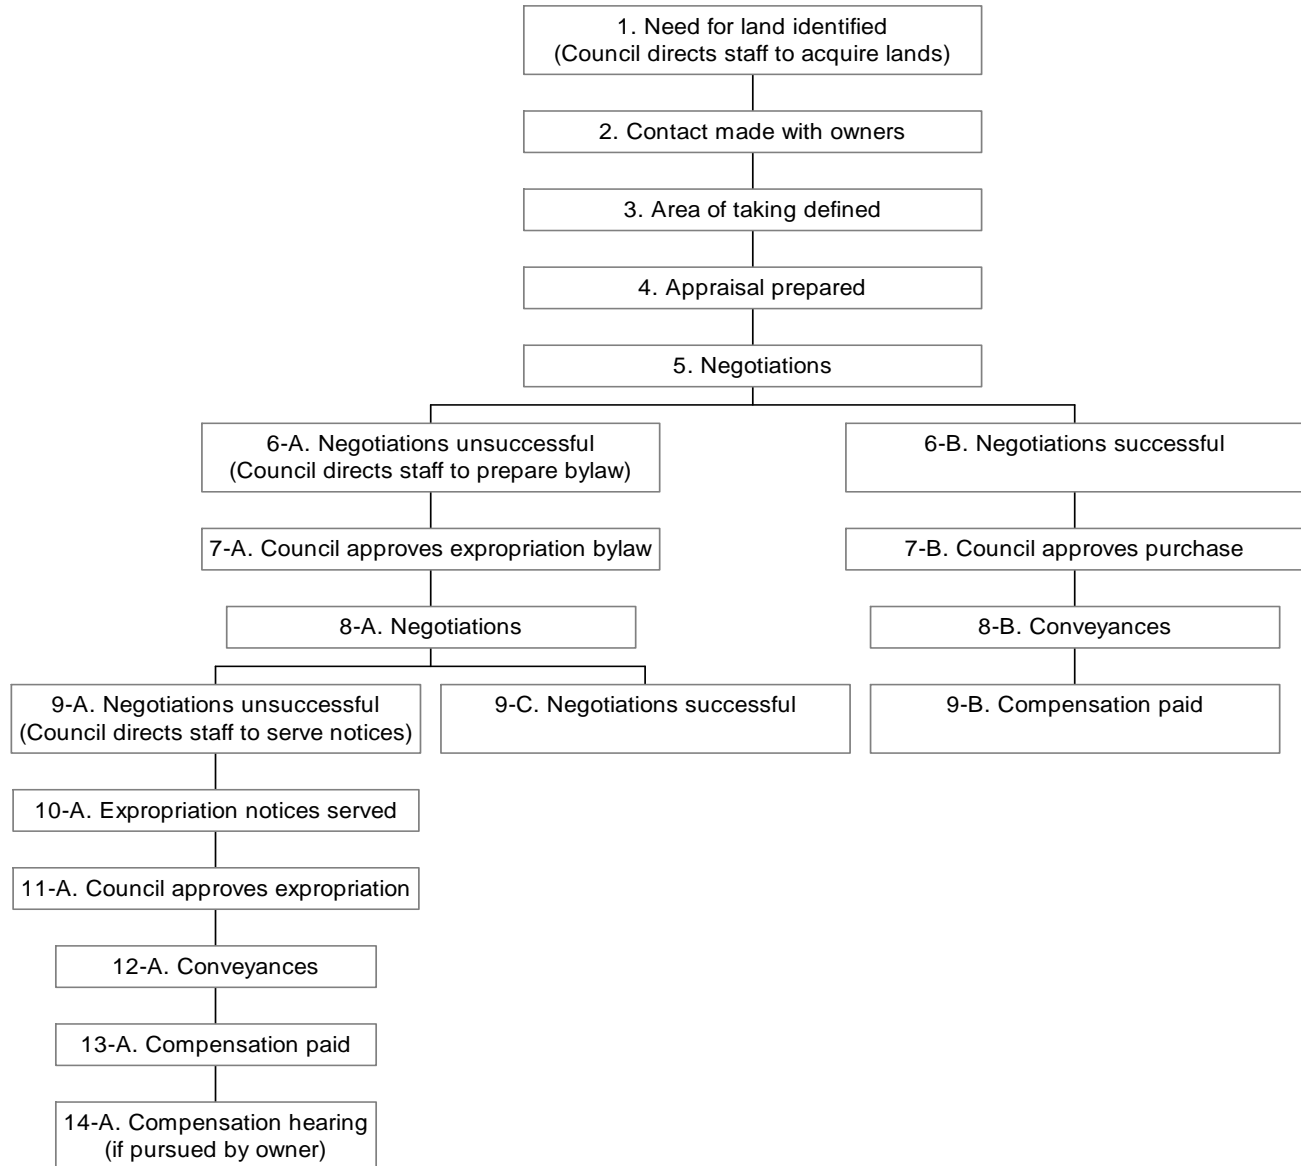 1. Need for land identified
(Council directs staff to acquire lands)
2. Contact made with owners
3. Area of taking defined
4. Appraisal prepared
5. Negotiations
6-A. Negotiations unsuccessful
(Council directs staff to prepare bylaw)
6-B. Negotiations successful
7-A. Council approves expropriation bylaw
7-B. Council approves purchase
8-A. Negotiations
8-B. Conveyances
9-A. Negotiations unsuccessful
(Council directs staff to serve notices)
9-C. Negotiations successful
9-B. Compensation paid
10-A. Expropriation notices served
11-A. Council approves expropriation
12-A. Conveyances
13-A. Compensation paid
14-A. Compensation hearing
(if pursued by owner)